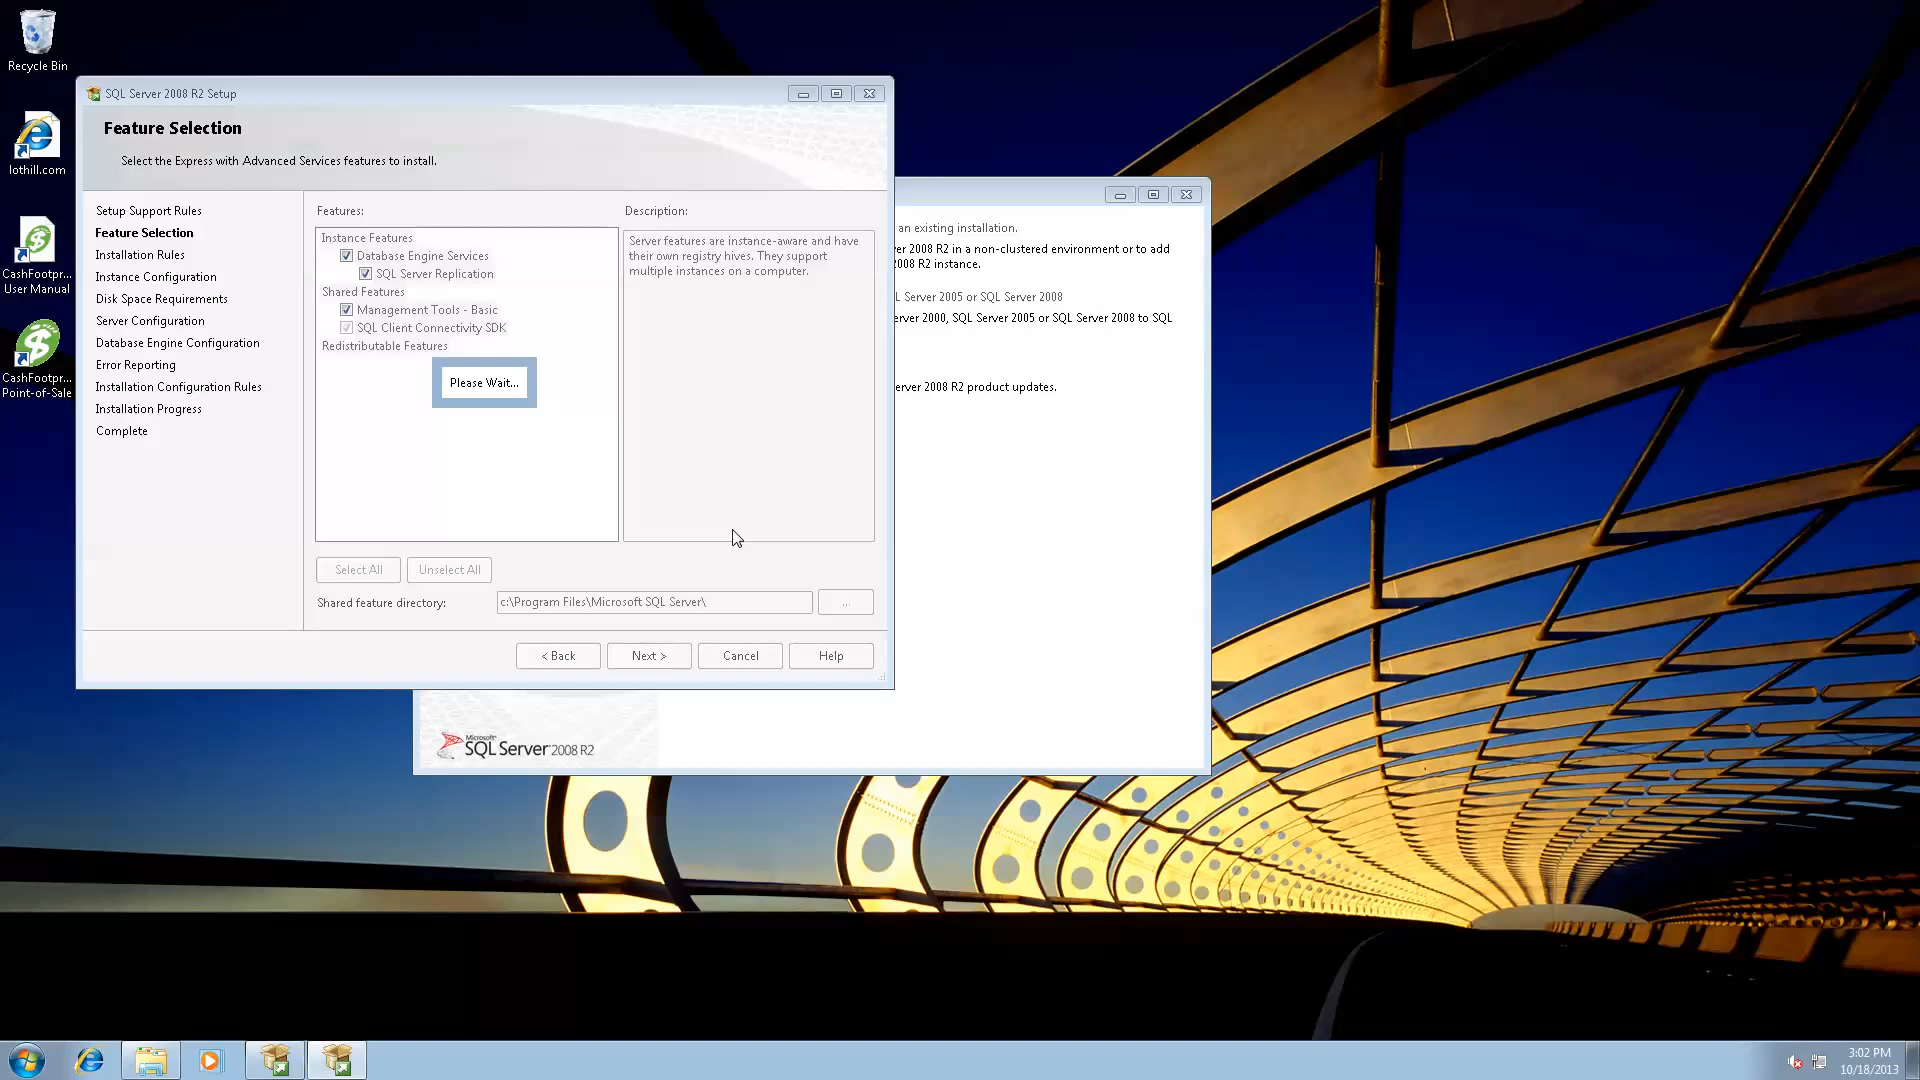 Recycle Bin
lothill.com
CashFootpr...
User Manual
CashFootpr...
Point-of-Sale
SQL Server 2008 R2 Setup
Feature Selection
Select the Express with Advanced Services features to install.
Setup Support Rules
Feature Selection
Installation Rules
Instance Configuration
Disk Space Requirements
Server Configuration
Database Engine Configuration
Error Reporting
Installation Configuration Rules
Installation Progress
Complete
Features:
Instance Features
Database Engine Services
SQL Server Replication
Shared Features
Management Tools - Basic
SQL Client Connectivity SDK
Redistributable Features
Please Wait...
Description:
Server features are instance-aware and have
their own registry hives. They support
multiple instances on a computer.
Select All
Unselect All
Shared feature directory:
c:\Program Files\Microsoft SQL Server\
...
< Back
Next >
Cancel
Help
an existing installation.
ver 2008 R2 in a non-clustered environment or to add
2008 R2 instance.
L Server 2005 or SQL Server 2008
erver 2000, SQL Server 2005 or SQL Server 2008 to SQL
erver 2008 R2 product updates.
Microsoft®
SQL Server 2008 R2
3:02 PM
10/18/2013